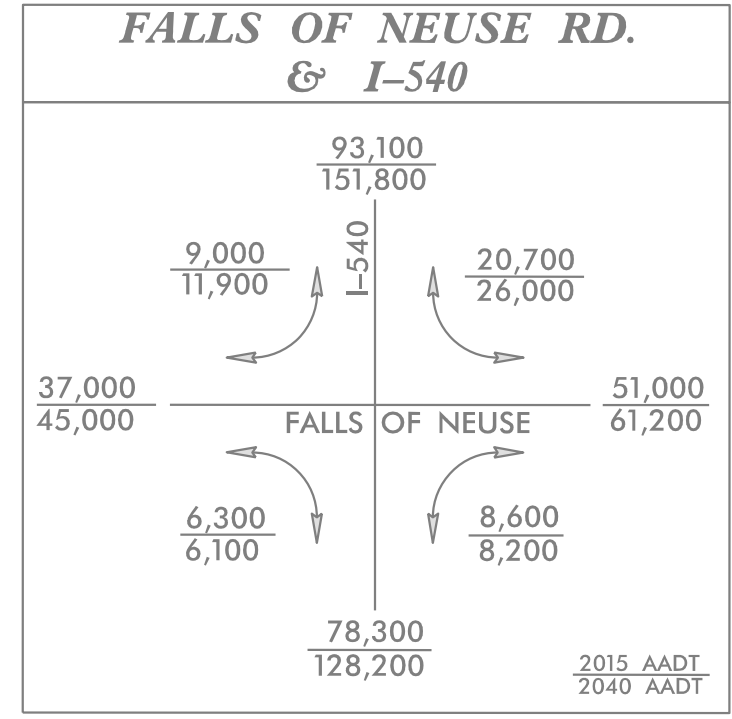 FALLS OF NEUSE RD.
& I–540
93,100
151,800
I–540
9,000
11,900
20,700
26,000
37,000
45,000
51,000
61,200
FALLS OF NEUSE
6,300
6,100
8,600
8,200
78,300
128,200
2015 AADT
2040 AADT